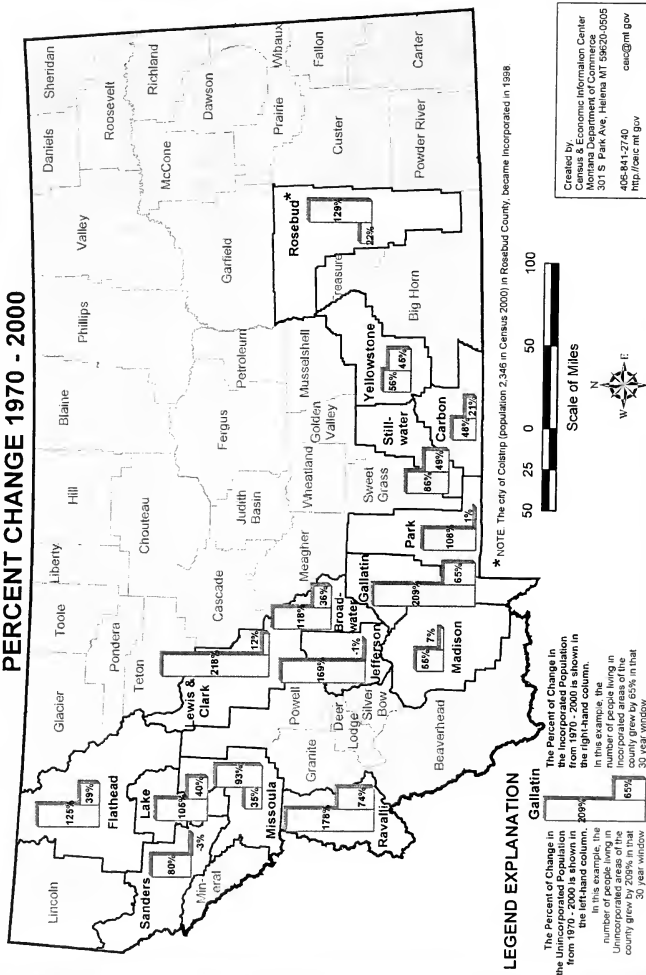 PERCENT CHANGE 1970 - 2000
Lincoln
Glacier
Toole
Liberty
Hill
Blaine
Phillips
Valley
Daniels
Sheridan
Roosevelt
Flathead
125%
39%
Pondera
Teton
Chouteau
Richland
McCone
Dawson
Wibaux
Sanders
80%
-3%
Lake
40%
Lewis &
Clark
218%
12%
Cascade
Judith
Basin
Fergus
Petroleum
Garfield
Prairie
Fallon
Min-
eral
Missoula
35%
93%
Powell
Granite
Meagher
Wheatland
Golden
Valley
Musselshell
Rosebud*
22%
129%
Treasure
Custer
Carter
Powder River
Ravalli
178%
74%
Deer
Lodge
Silver
Bow
Jefferson
169%
-1%
Broad-
water
118%
36%
Gallatin
209%
65%
Park
108%
1%
Sweet
Grass
Still-
water
86%
49%
Yellowstone
56%
45%
Carbon
48%
21%
Big Horn
Beaverhead
Madison
7%
* NOTE. The city of Colstrip (population 2,346 in Census 2000) in Rosebud County, became Incorporated in 1998.
50 25 0 50 100
Scale of Miles
N
W
E
LEGEND EXPLANATION
The Percent of Change in
the Unincorporated Population
from 1970 - 2000 is shown in
the left-hand column.
In this example, the
number of people living in
Unincorporated areas of the
county grew by 209% in that
30 year window
Gallatin
209%
65%
The Percent of Change in
the Incorporated Population
from 1970 - 2000 is shown in
the right-hand column.
In this example, the
number of people living in
Incorporated areas of the
county grew by 65% in that
30 year window
Created by:
Census & Economic Information Center
Montana Department of Commerce
301 S Park Ave, Helena MT 59620-0505
406-841-2740 ceic@mt gov
http://ceic mt gov